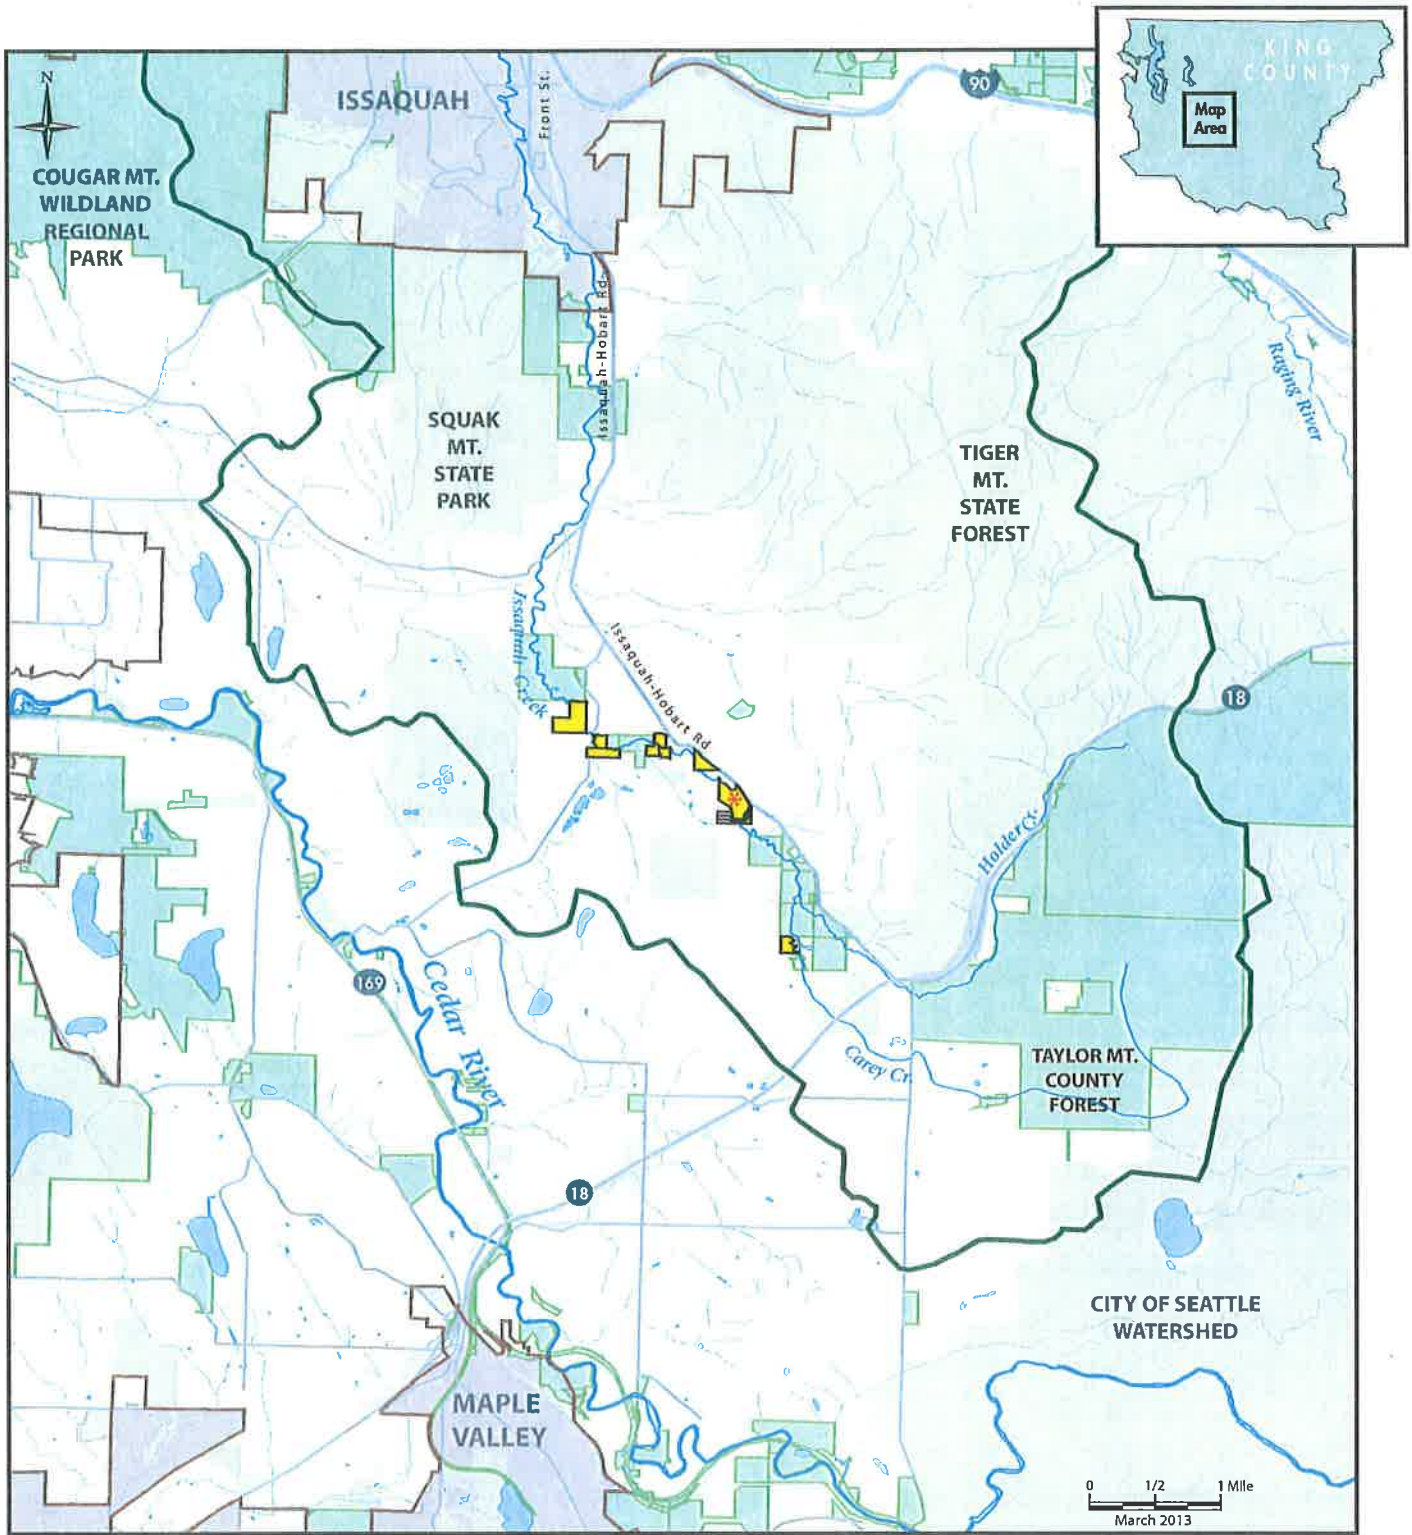 KING
COUNTY
Map
Area
N
ISSAQUAH
Front St.
90
COUGAR MT.
WILDLAND
REGIONAL
PARK
Issaquah-Hobart Rd.
Raging River
SQUAK
MT.
STATE
PARK
TIGER
MT.
STATE
FOREST
Issaquah Creek
Issaquah-Hobart Rd
18
Holder Cr.
169
Cedar River
Carey Cr.
TAYLOR MT.
COUNTY
FOREST
18
CITY OF SEATTLE
WATERSHED
MAPLE
VALLEY
0 1/2 1 Mile
March 2013